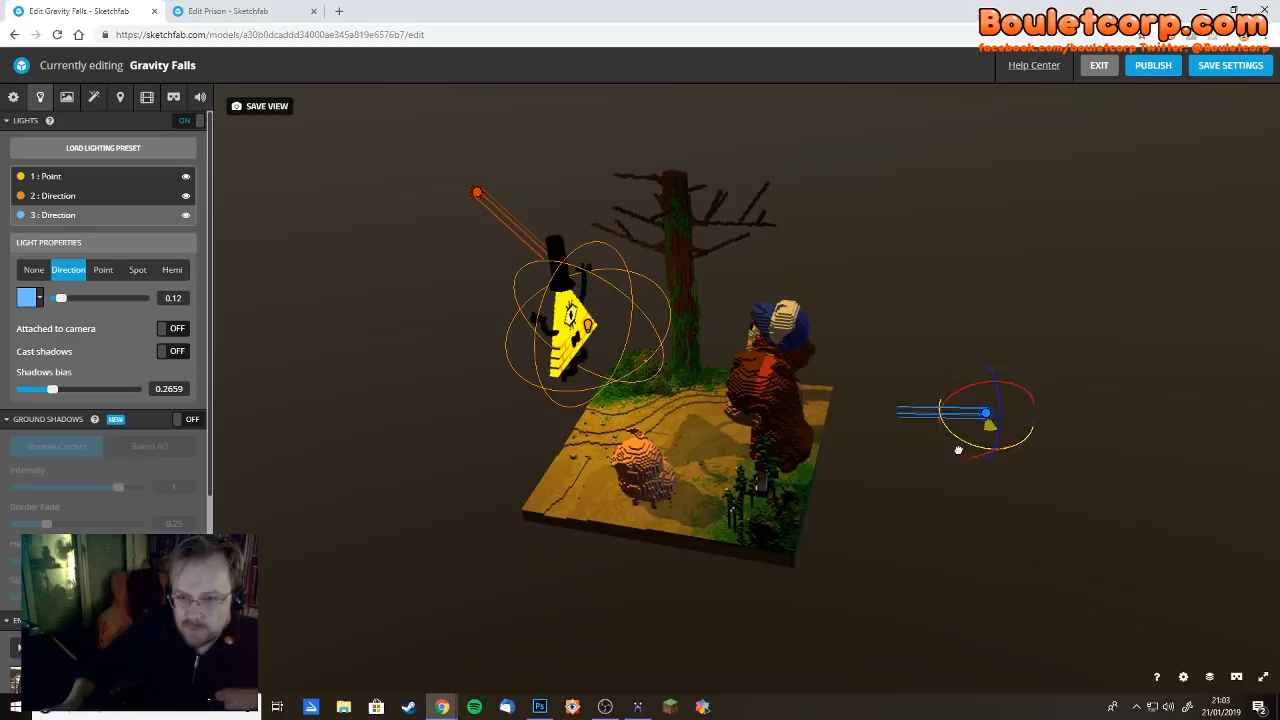 Edit Gravity Falls - Sketchfab
Edit Prison - Sketchfab
https://sketchfab.com/models/a30b0dcab34000ae345a819e6576b7/edit
Bouletcorp.com
facebook.com/bouletcorp Twitter: @Bouletcorp
Currently editing Gravity Falls
Help Center
EXIT
PUBLISH
SAVE SETTINGS
LIGHTS ?
ON
SAVE VIEW
LOAD LIGHTING PRESET
1 : Point
2 : Direction
3 : Direction
LIGHT PROPERTIES
None
Direction
Point
Spot
Hemi
0.12
Attached to camera
OFF
Cast shadows
OFF
Shadows bias
0.2659
GROUND SHADOWS ? NEW
OFF
Shadow Catcher
Baked AO
Intensity
1
Border Fade
0.25
?
21:03
21/01/2019
2